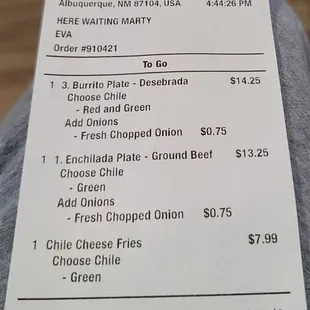 Albuquerque, NM 87104, USA 4:44:26 PM
HERE WAITING MARTY
EVA
Order #910421
To Go
1 3. Burrito Plate - Desebrada $14.25
Choose Chile
- Red and Green
Add Onions
- Fresh Chopped Onion $0.75
1 1. Enchilada Plate - Ground Beef $13.25
Choose Chile
- Green
Add Onions
- Fresh Chopped Onion $0.75
1 Chile Cheese Fries $7.99
Choose Chile
- Green